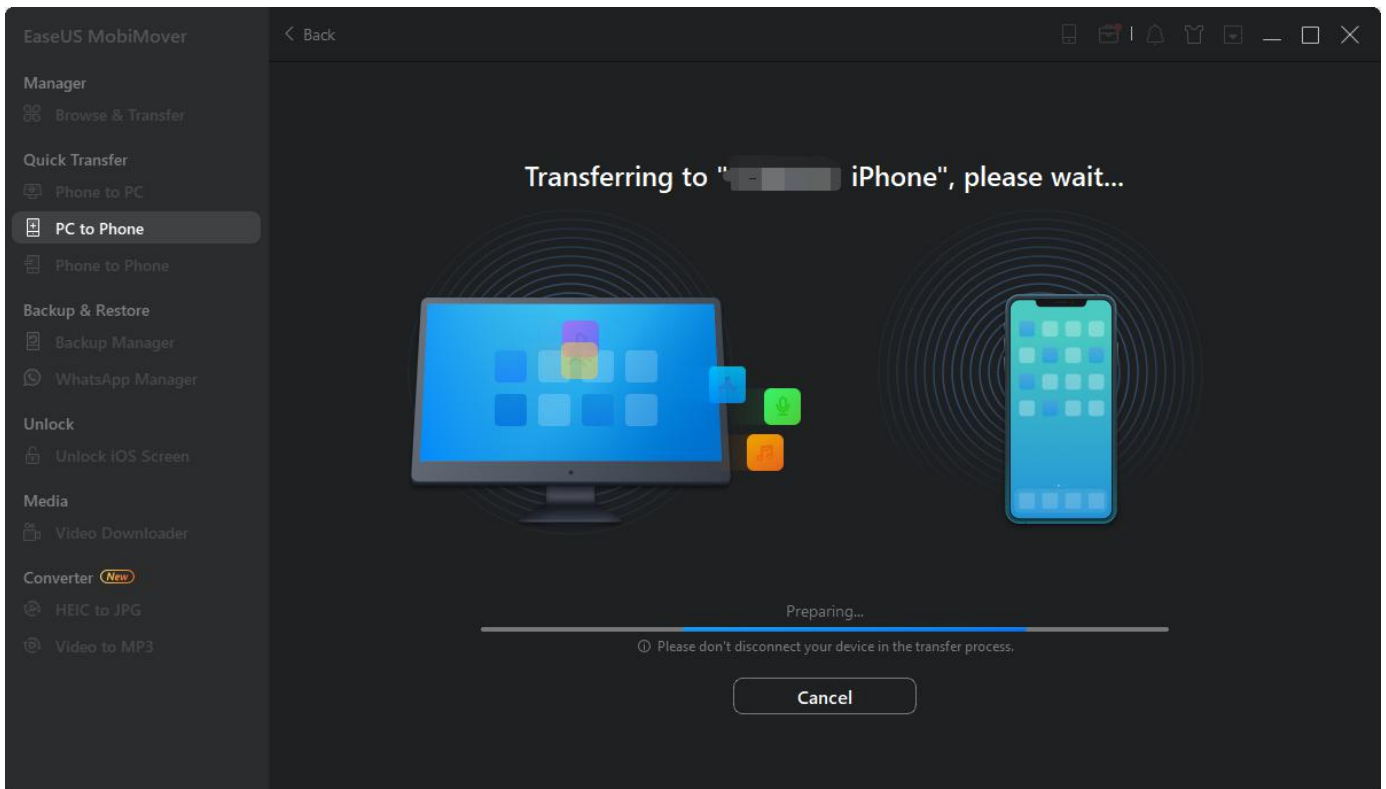 EaseUS MobiMover
Back
Manager
Browse & Transfer
Quick Transfer
Phone to PC
PC to Phone
Phone to Phone
Backup & Restore
Backup Manager
WhatsApp Manager
Unlock
Unlock iOS Screen
Media
Video Downloader
Converter New
HEIC to JPG
Video to MP3
Transferring to " iPhone", please wait...
Preparing...
Please don't disconnect your device in the transfer process.
Cancel